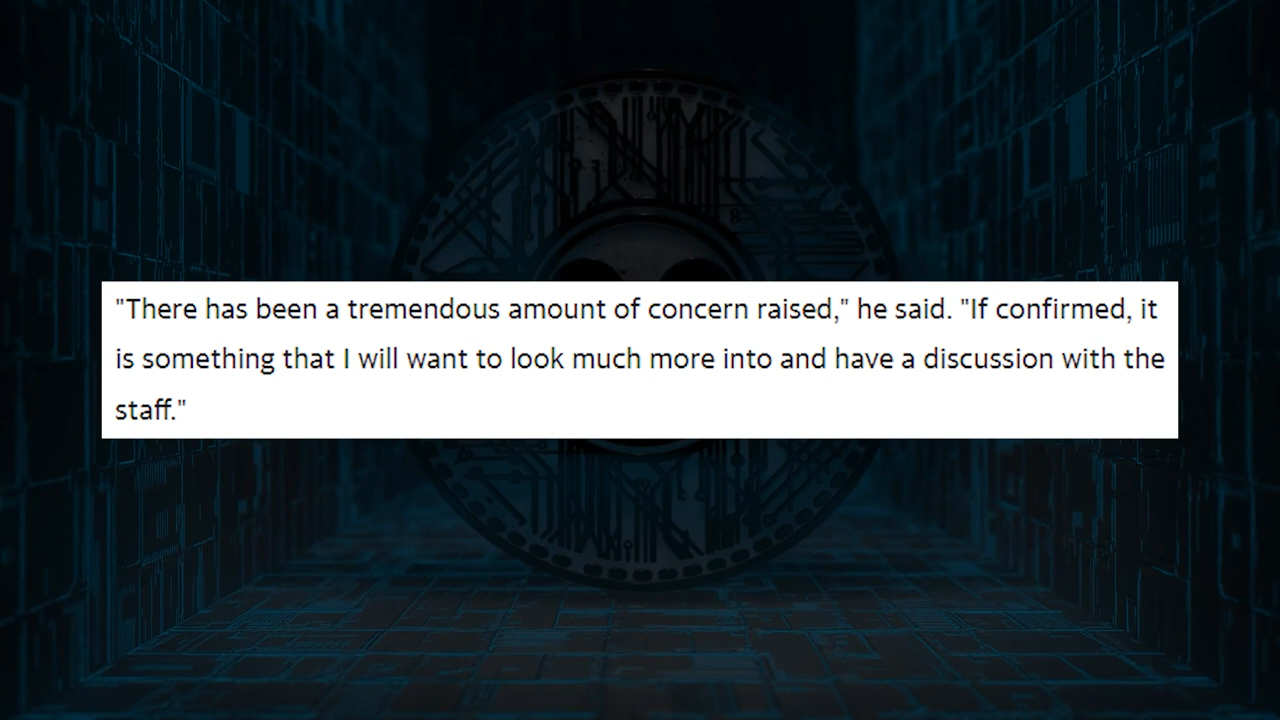 "There has been a tremendous amount of concern raised," he said. "If confirmed, it
is something that I will want to look much more into and have a discussion with the
staff."